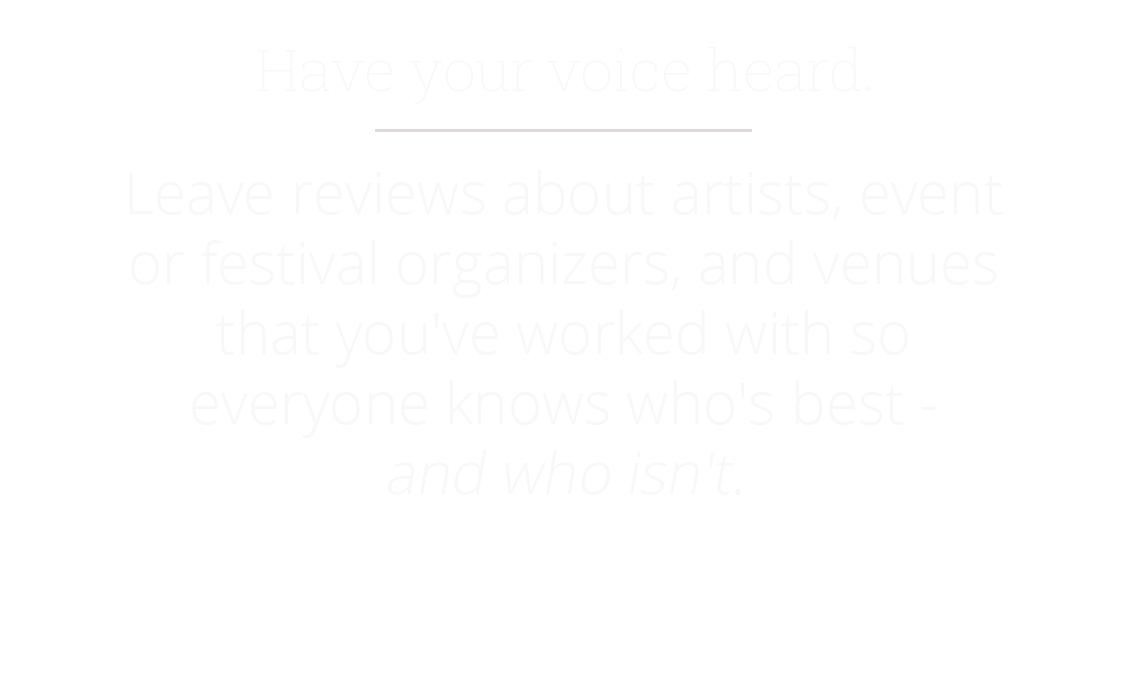 Have your voice heard.
Leave reviews about artists, event
or festival organizers, and venues
that you've worked with so
everyone knows who's best -
and who isn't.